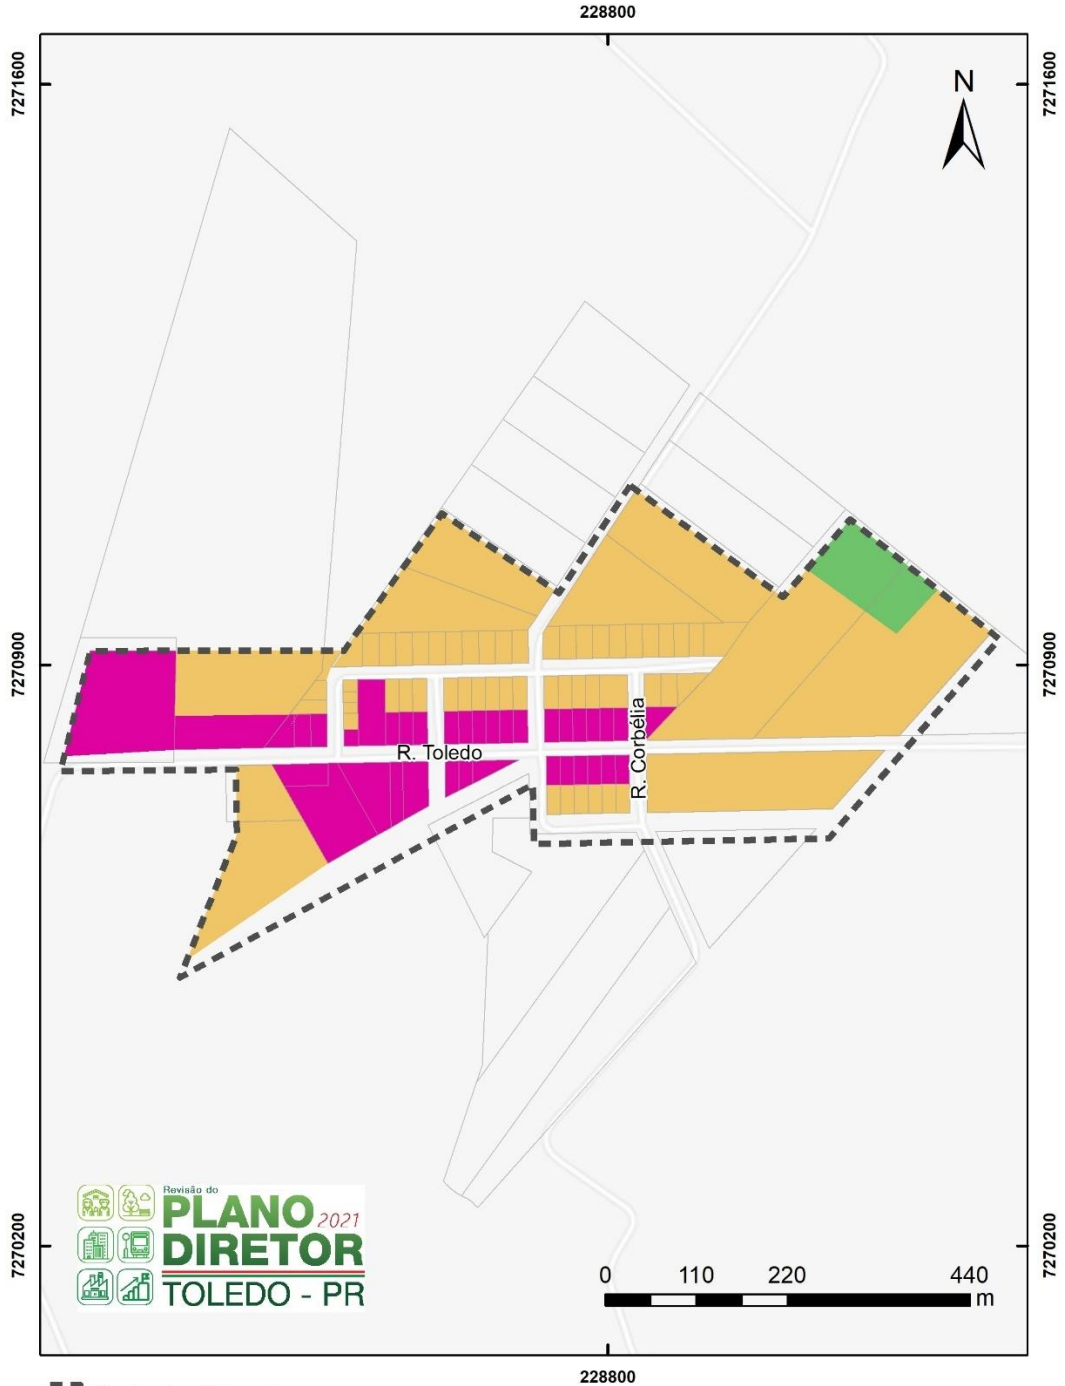 228800
7271600
7271600
N
R. Corbélia
R. Toledo
7270900
7270900
Revisão do
PLANO 2021
DIRETOR
TOLEDO - PR
7270200
7270200
0 110 220 440
m
228800